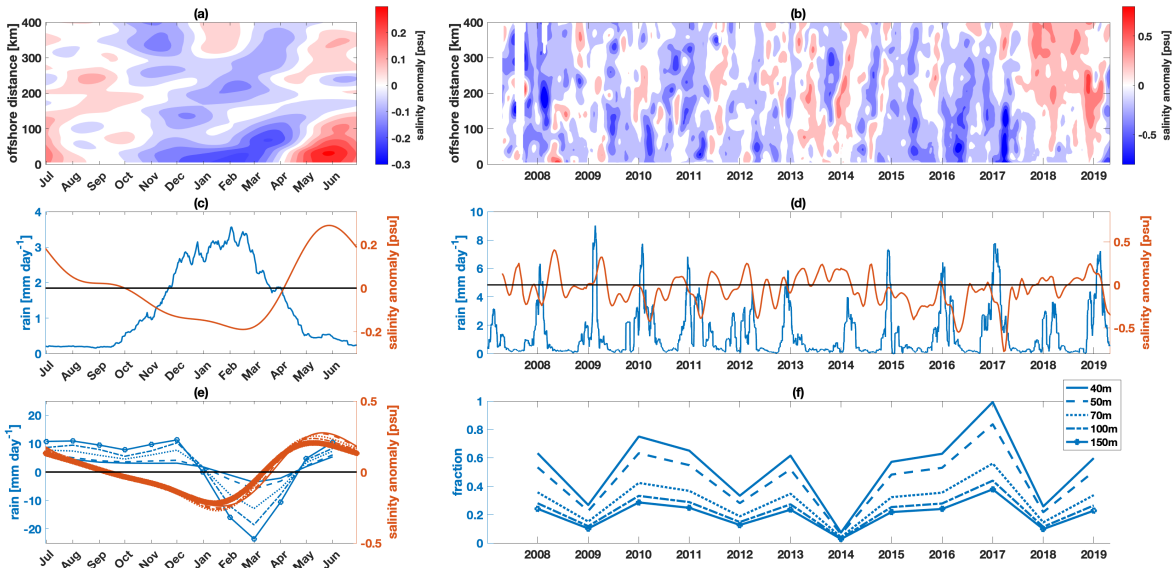 (a)
400
300
200
100
0
offshore distance [km]
Jul Aug Sep Oct Nov Dec Jan Feb Mar Apr May Jun
0.2
0.1
0
-0.1
-0.2
-0.3
salinity anomaly [psu]
(b)
400
300
200
100
0
offshore distance [km]
2008 2009 2010 2011 2012 2013 2014 2015 2016 2017 2018 2019
0.5
0
-0.5
salinity anomaly [psu]
(c)
4
3
2
1
0
rain [mm day-1]
Jul Aug Sep Oct Nov Dec Jan Feb Mar Apr May Jun
0.2
0
-0.2
salinity anomaly [psu]
(d)
10
8
6
4
2
0
rain [mm day-1]
2008 2009 2010 2011 2012 2013 2014 2015 2016 2017 2018 2019
0.5
0
-0.5
salinity anomaly [psu]
(e)
20
10
0
-10
-20
rain [mm day-1]
Jul Aug Sep Oct Nov Dec Jan Feb Mar Apr May Jun
0.5
0
-0.5
salinity anomaly [psu]
(f)
1
0.8
0.6
0.4
0.2
0
fraction
2008 2009 2010 2011 2012 2013 2014 2015 2016 2017 2018 2019
40m
50m
70m
100m
150m